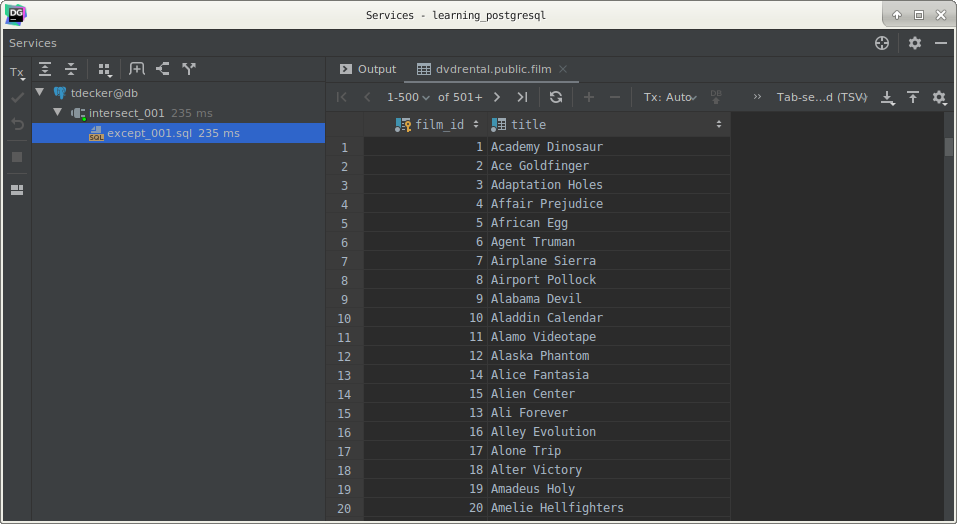 DG
Services - learning_postgresql
Services
Tx
tdecker@db
intersect_001 235 ms
SQL except_001.sql 235 ms
Output dvdrental.public.film
1-500 of 501+ Tx: Auto DB Tab-se...d (TSV)
film_id title
1 1 Academy Dinosaur
2 2 Ace Goldfinger
3 3 Adaptation Holes
4 4 Affair Prejudice
5 5 African Egg
6 6 Agent Truman
7 7 Airplane Sierra
8 8 Airport Pollock
9 9 Alabama Devil
10 10 Aladdin Calendar
11 11 Alamo Videotape
12 12 Alaska Phantom
13 14 Alice Fantasia
14 15 Alien Center
15 13 Ali Forever
16 16 Alley Evolution
17 17 Alone Trip
18 18 Alter Victory
19 19 Amadeus Holy
20 20 Amelie Hellfighters